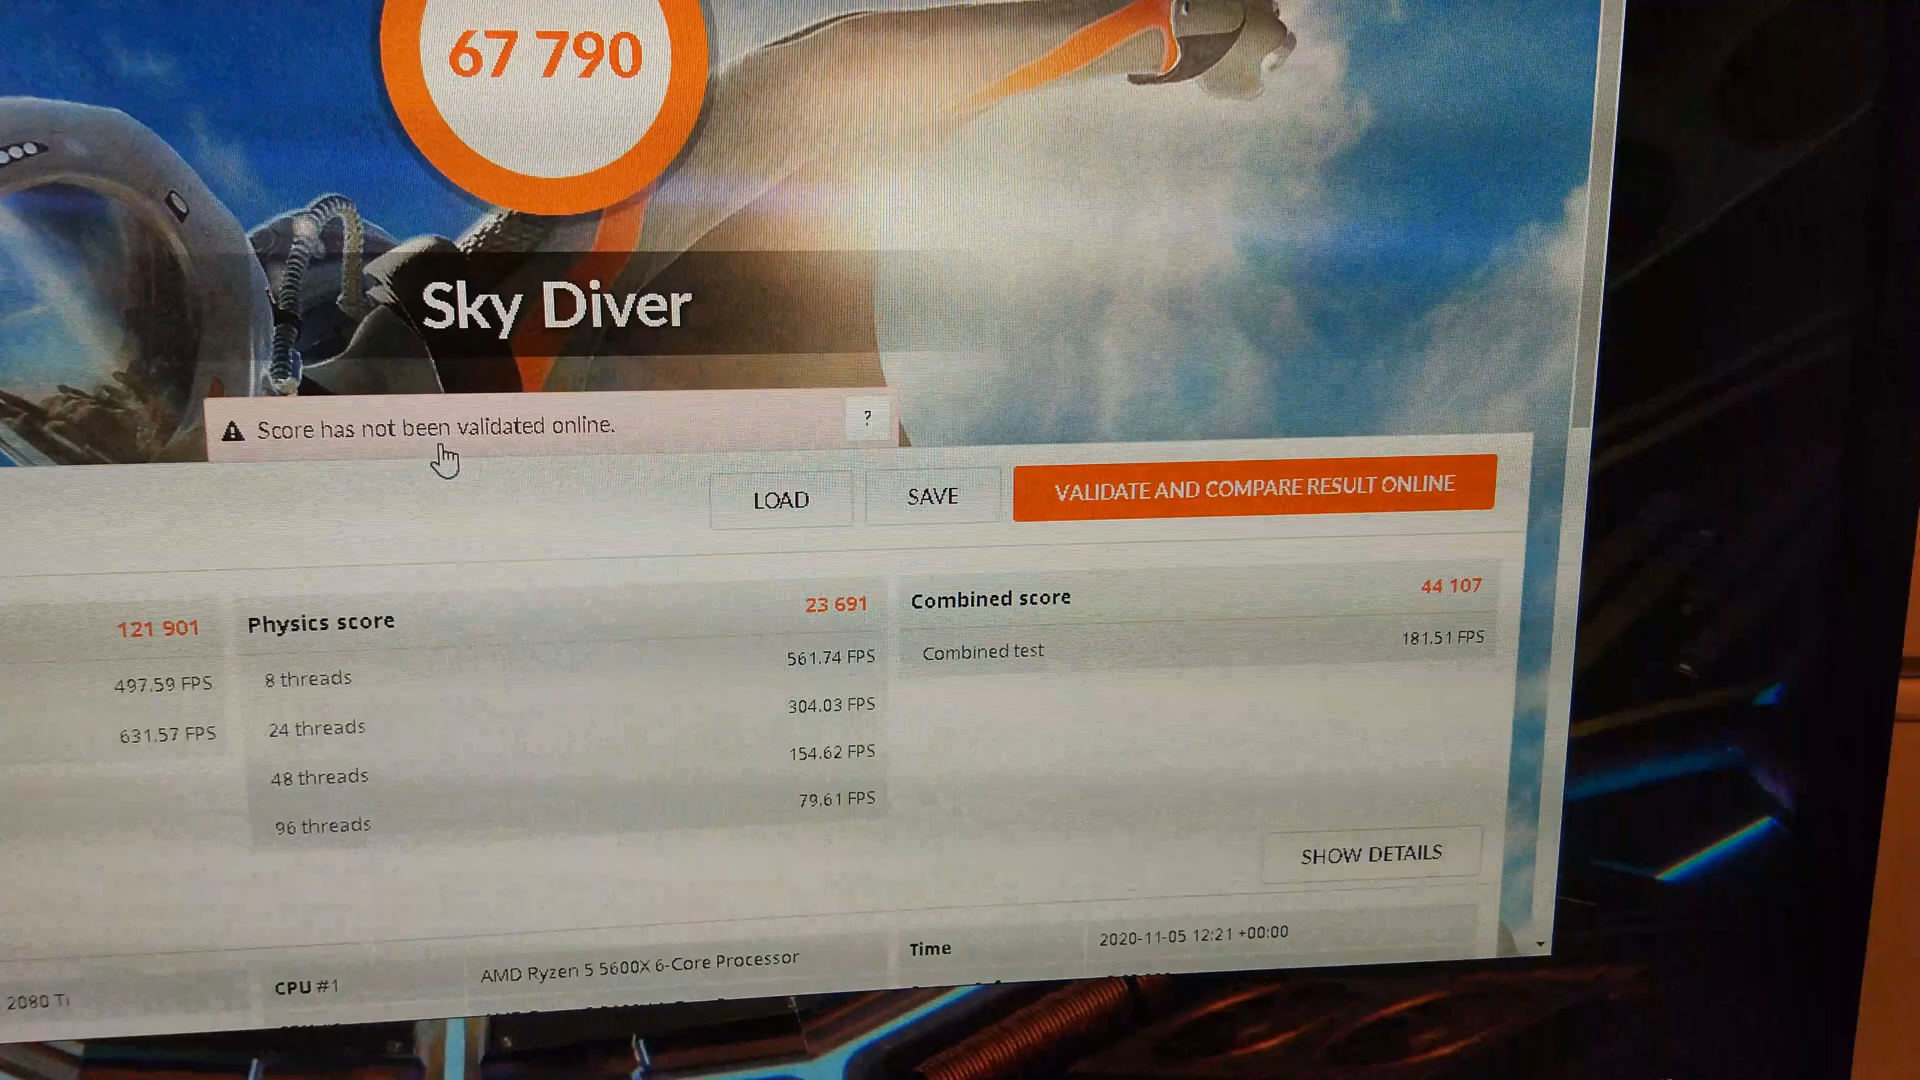 67 790
Sky Diver
Score has not been validated online.
?
LOAD
SAVE
VALIDATE AND COMPARE RESULT ONLINE
121 901
497.59 FPS
631.57 FPS
Physics score 23 691
8 threads 561.74 FPS
24 threads 304.03 FPS
48 threads 154.62 FPS
96 threads 79.61 FPS
Combined score 44 107
Combined test 181.51 FPS
SHOW DETAILS
2080 Ti
CPU #1 AMD Ryzen 5 5600X 6-Core Processor
Time 2020-11-05 12:21 +00:00